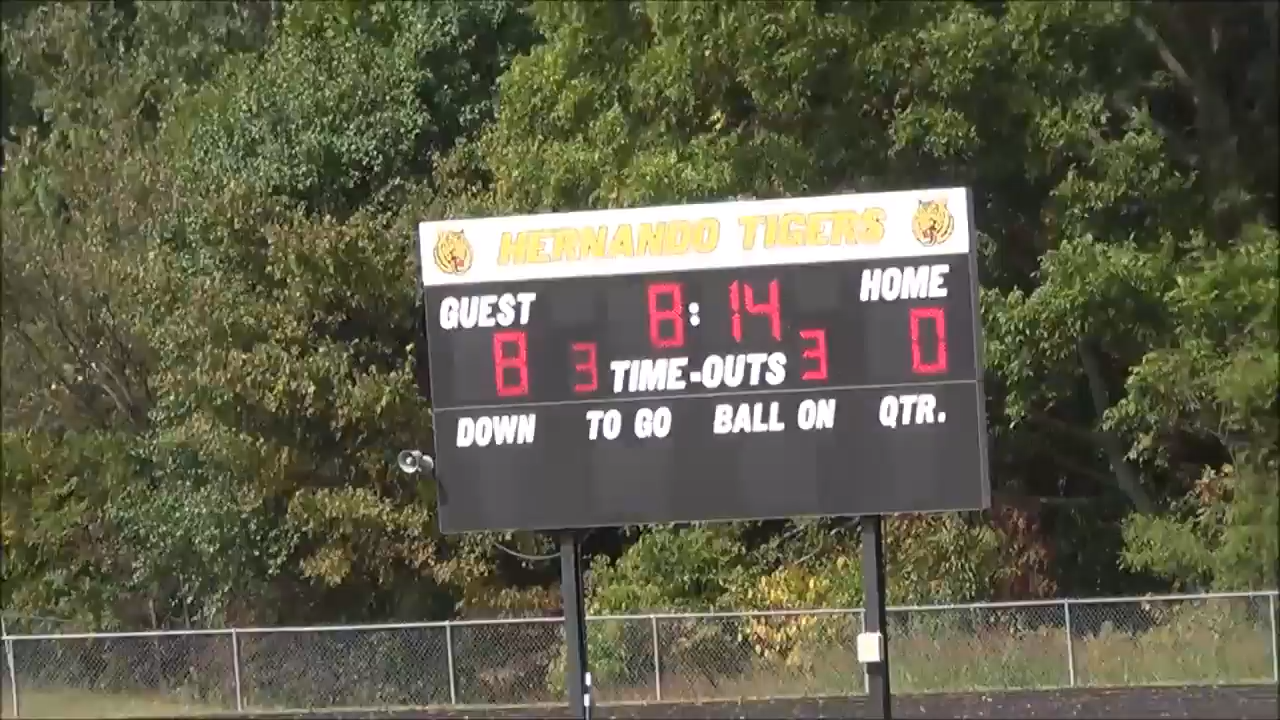 HERNANDO TIGERS
GUEST 8:14 HOME
8 3 TIME-OUTS 3 0
DOWN TO GO BALL ON QTR.